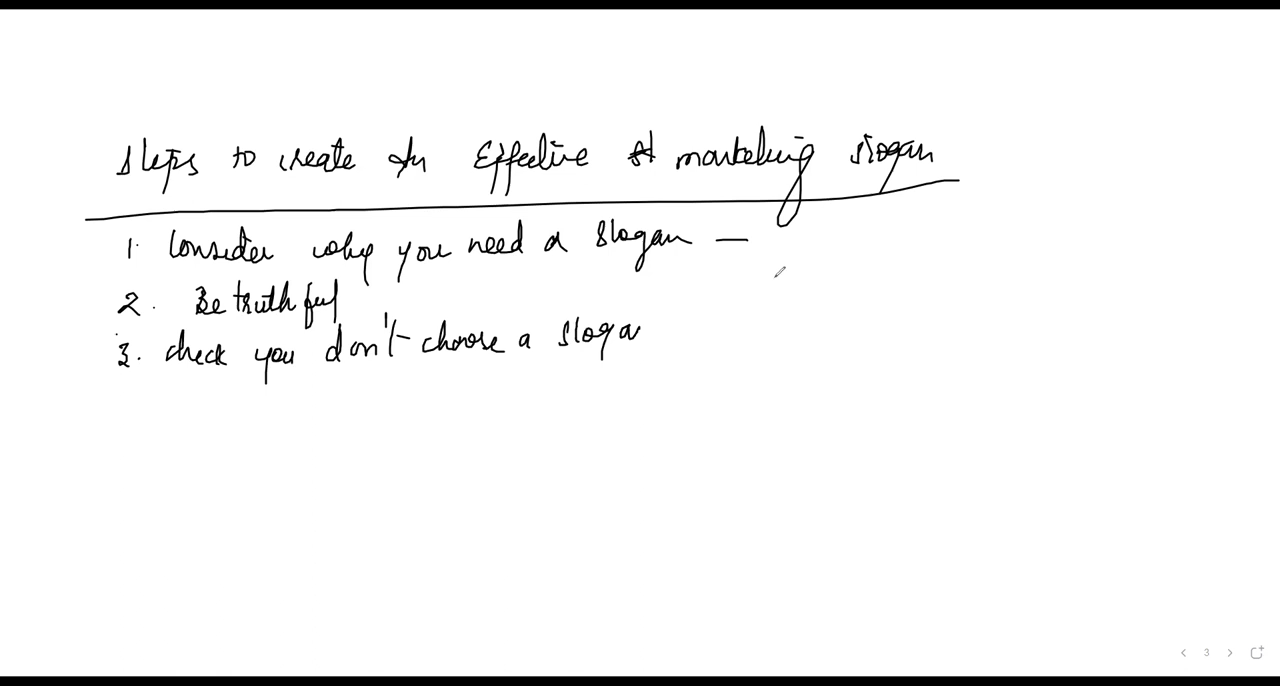 Steps to create An Effective marketing slogan
1. Consider why you need a slogan —
2. Be truthful
3. check you don't choose a sloga
3